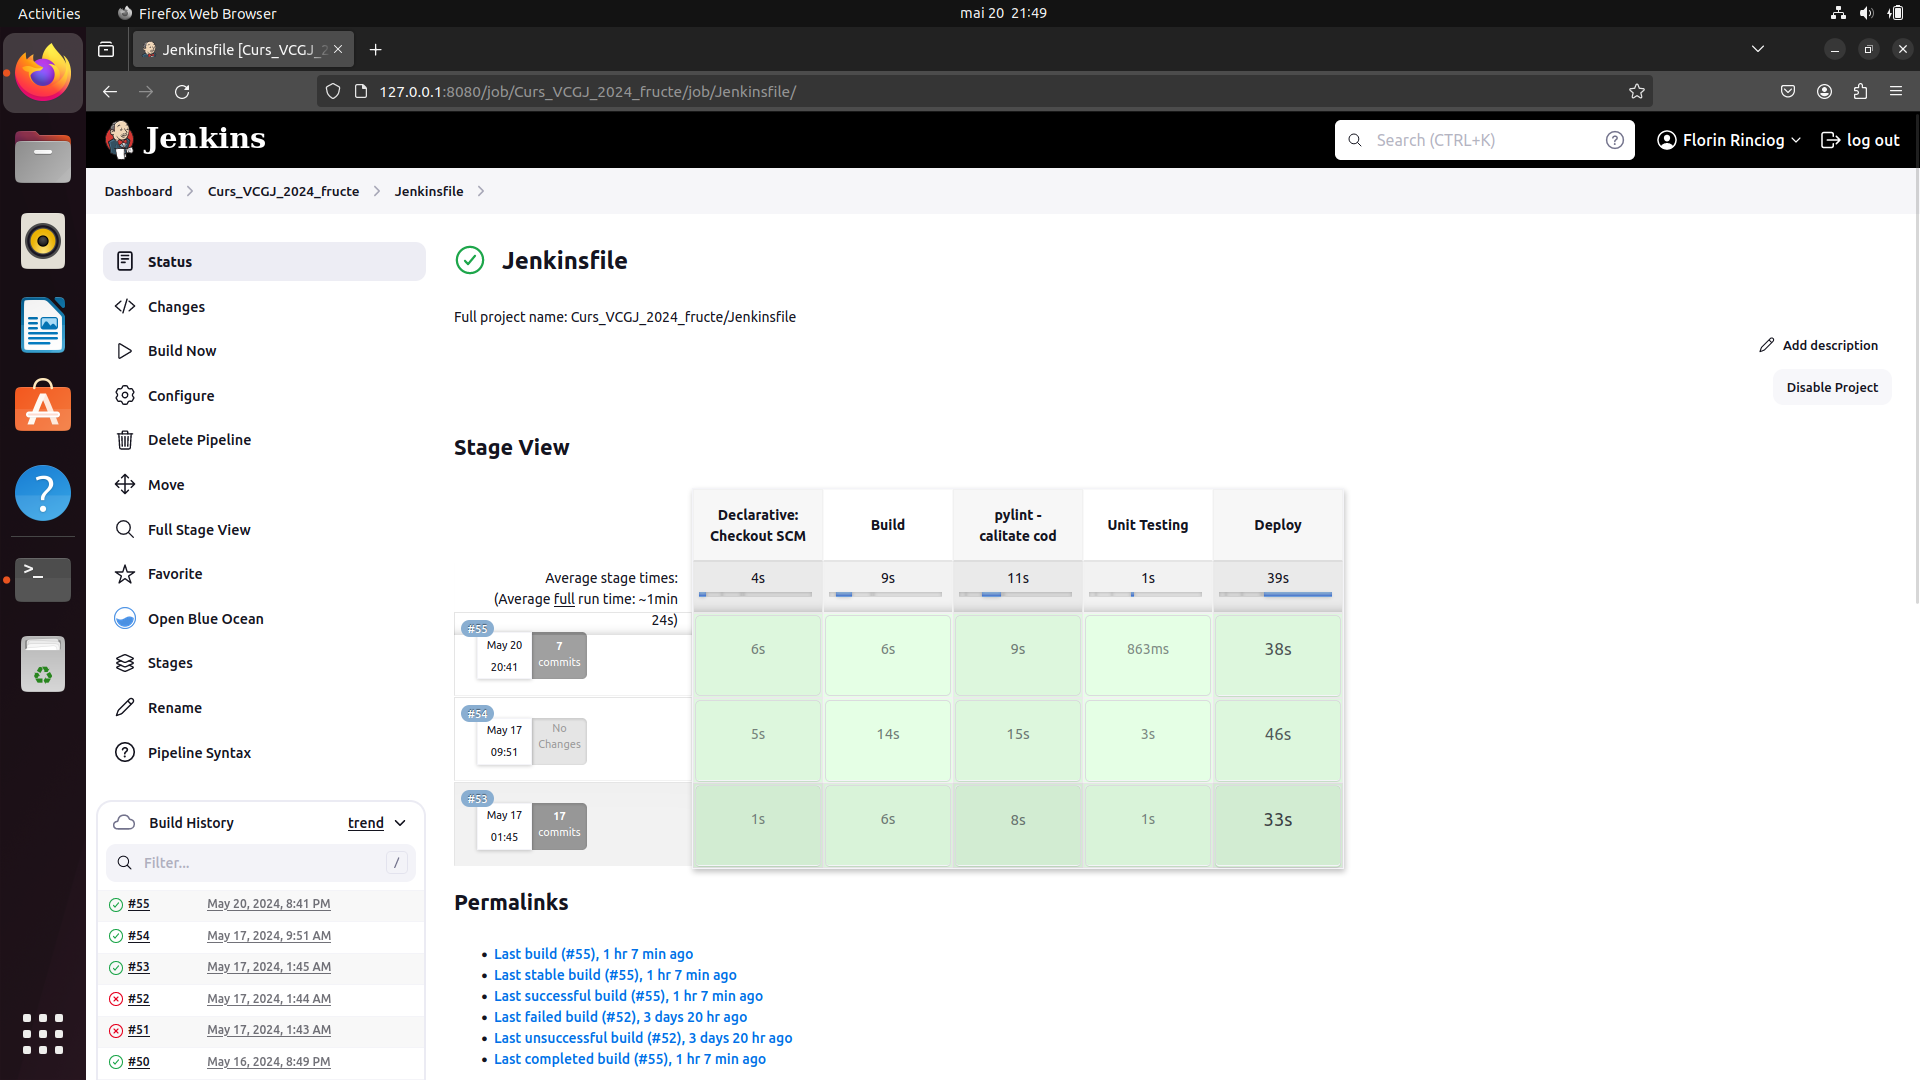 Activities
Firefox Web Browser
mai 20 21:49
Jenkinsfile [Curs_VCGJ_2
127.0.0.1:8080/job/Curs_VCGJ_2024_fructe/job/Jenkinsfile/
Jenkins
Search (CTRL+K)
?
Florin Rinciog
log out
Dashboard
Curs_VCGJ_2024_fructe
Jenkinsfile
Status
Changes
Build Now
Configure
Delete Pipeline
Move
Full Stage View
Favorite
Open Blue Ocean
Stages
Rename
Pipeline Syntax
Build History
trend
Filter...
/
#55
May 20, 2024, 8:41 PM
#54
May 17, 2024, 9:51 AM
#53
May 17, 2024, 1:45 AM
#52
May 17, 2024, 1:44 AM
#51
May 17, 2024, 1:43 AM
#50
May 16, 2024, 8:49 PM
Jenkinsfile
Full project name: Curs_VCGJ_2024_fructe/Jenkinsfile
Add description
Disable Project
Stage View
Declarative:
Checkout SCM
Build
pylint -
calitate cod
Unit Testing
Deploy
Average stage times:
(Average full run time: ~1min
24s)
4s
9s
11s
1s
39s
#55
May 20
20:41
7
commits
6s
6s
9s
863ms
38s
#54
May 17
09:51
No
Changes
5s
14s
15s
3s
46s
#53
May 17
01:45
17
commits
1s
6s
8s
1s
33s
Permalinks
Last build (#55), 1 hr 7 min ago
Last stable build (#55), 1 hr 7 min ago
Last successful build (#55), 1 hr 7 min ago
Last failed build (#52), 3 days 20 hr ago
Last unsuccessful build (#52), 3 days 20 hr ago
Last completed build (#55), 1 hr 7 min ago